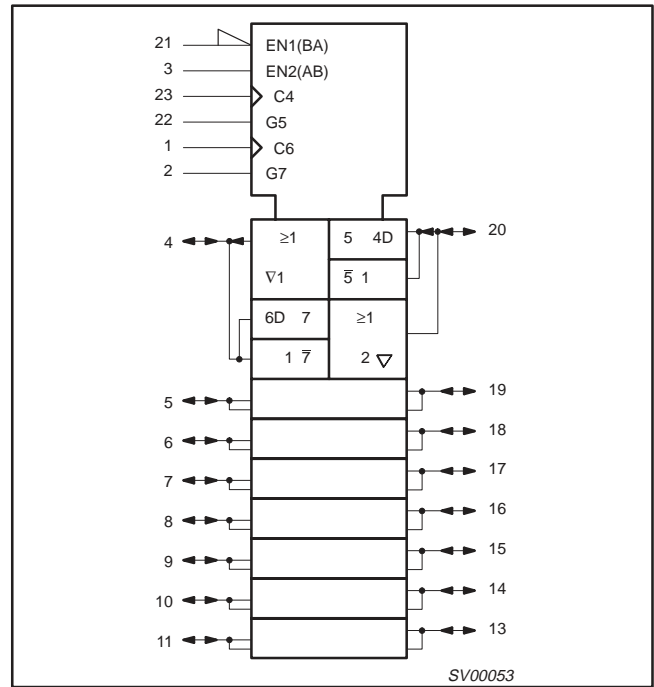 21 EN1(BA)
3 EN2(AB)
23 C4
22 G5
1 C6
2 G7
4 ≥1 5 4D 20
∇1 5̅ 1
6D 7 ≥1
1 7̅ 2 ▽
5 19
6 18
7 17
8 16
9 15
10 14
11 13
SV00053